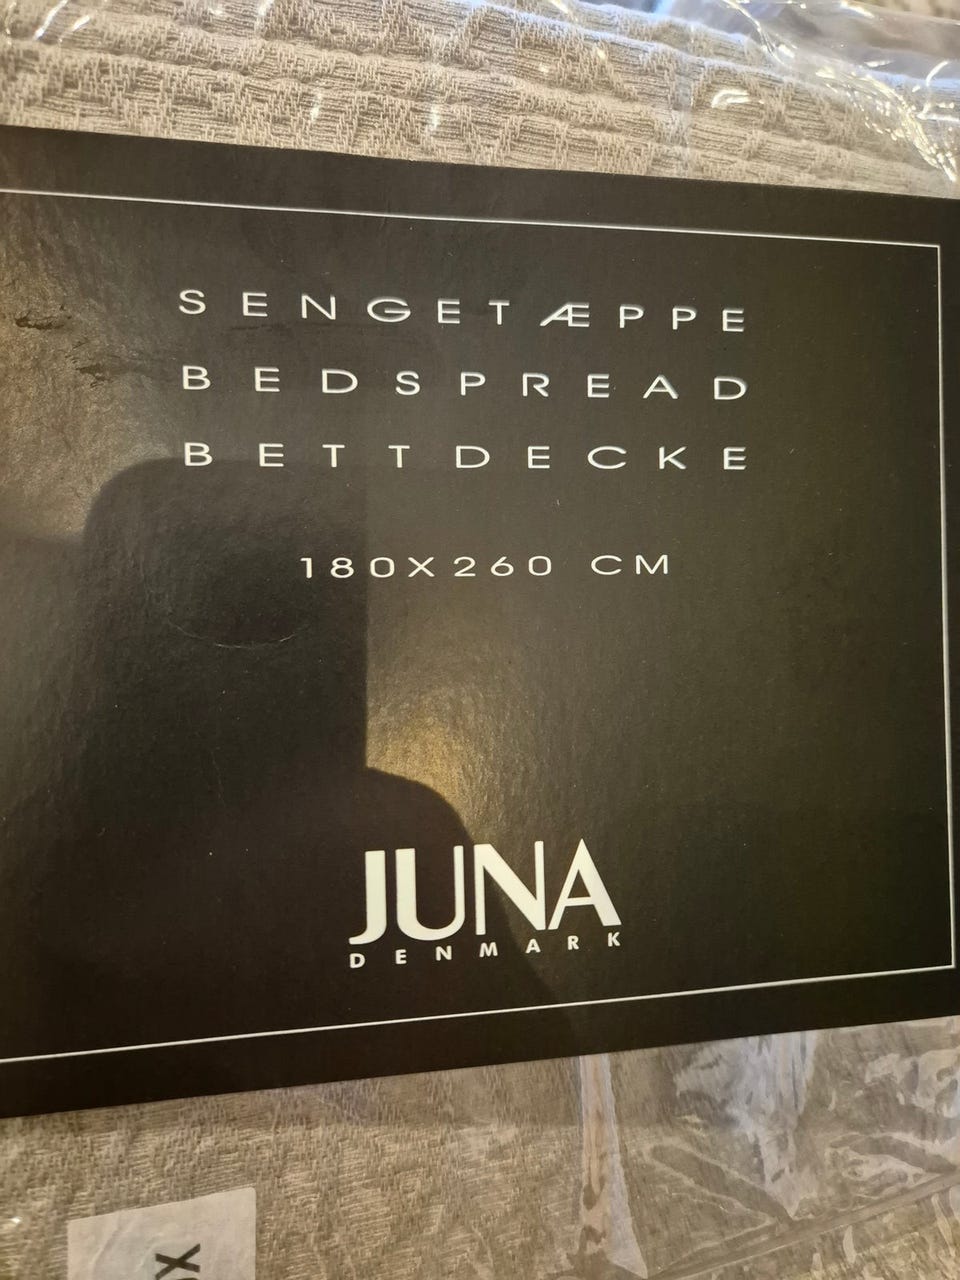 SENGETÆPPE
BEDSPREAD
BETTDECKE
180X260 CM
JUNA
DENMARK